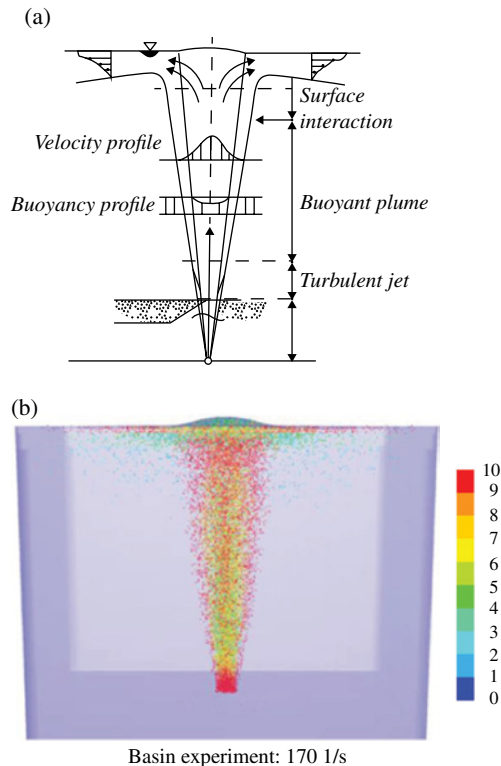 (a)
Surface
interaction
Velocity profile
Buoyancy profile
Buoyant plume
Turbulent jet
(b)
10
9
8
7
6
5
4
3
2
1
0
Basin experiment: 170 1/s